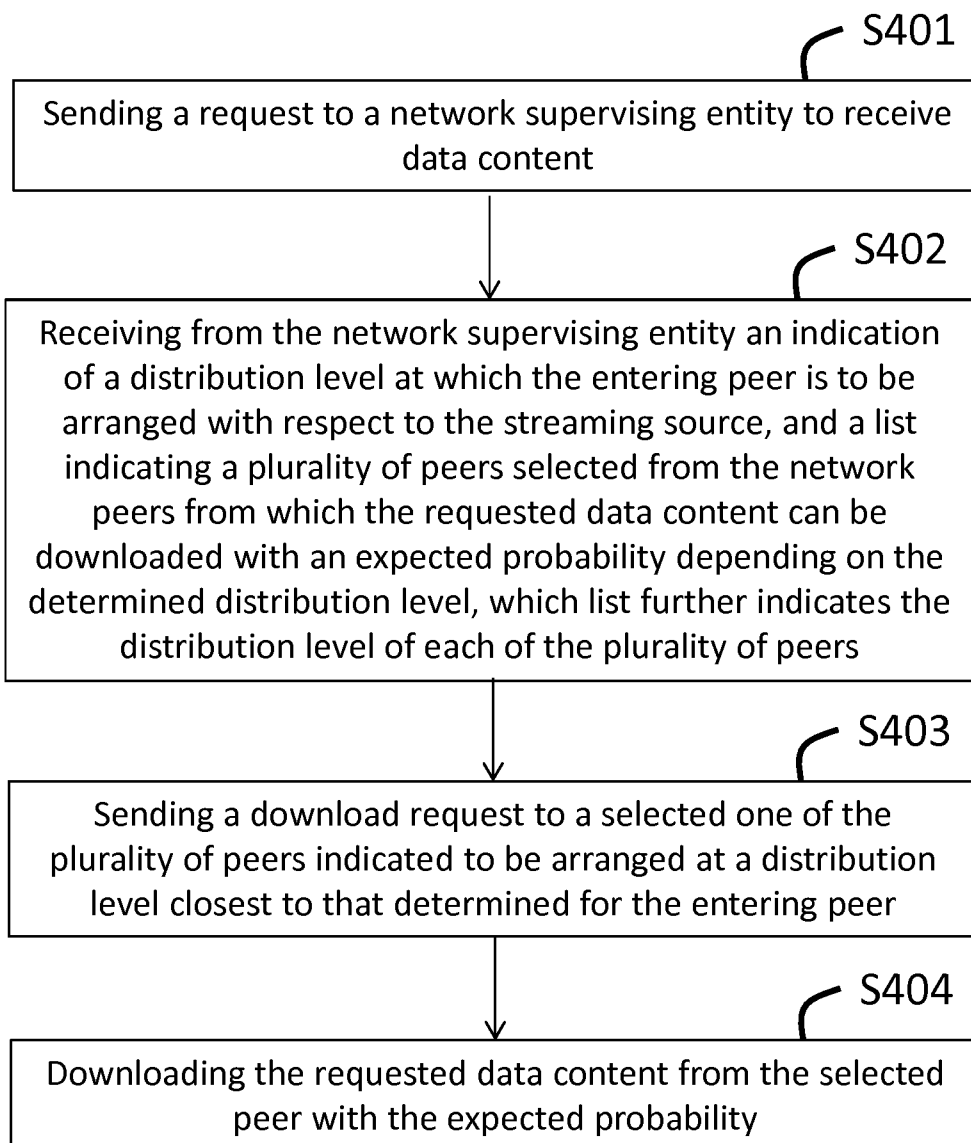 S401
Sending a request to a network supervising entity to receive
data content
S402
Receiving from the network supervising entity an indication
of a distribution level at which the entering peer is to be
arranged with respect to the streaming source, and a list
indicating a plurality of peers selected from the network
peers from which the requested data content can be
downloaded with an expected probability depending on the
determined distribution level, which list further indicates the
distribution level of each of the plurality of peers
S403
Sending a download request to a selected one of the
plurality of peers indicated to be arranged at a distribution
level closest to that determined for the entering peer
S404
Downloading the requested data content from the selected
peer with the expected probability